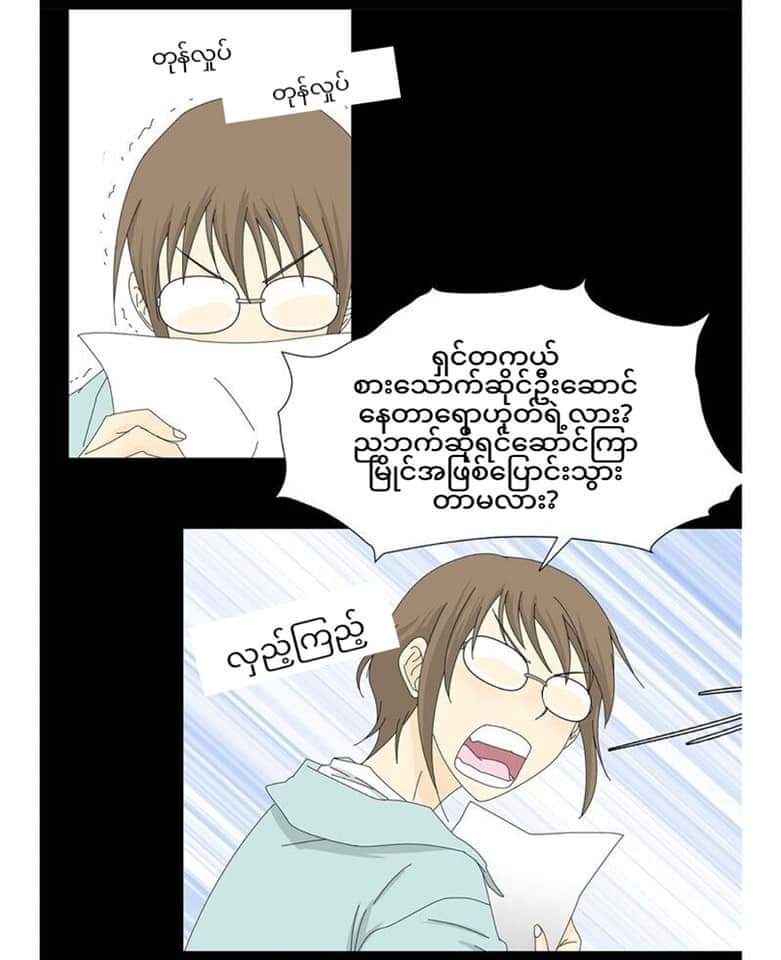 တုန်လှုပ်
တုန်လှုပ်
ရှင်တကယ်
စားသောက်ဆိုင်ဦးဆောင်
နေတာရောဟုတ်ရဲ့လား?
ညဘက်ဆိုရင်ဆောင်ကြာ
မြိုင်အဖြစ်ပြောင်းသွား
တာမလား?
လှည့်ကြည့်